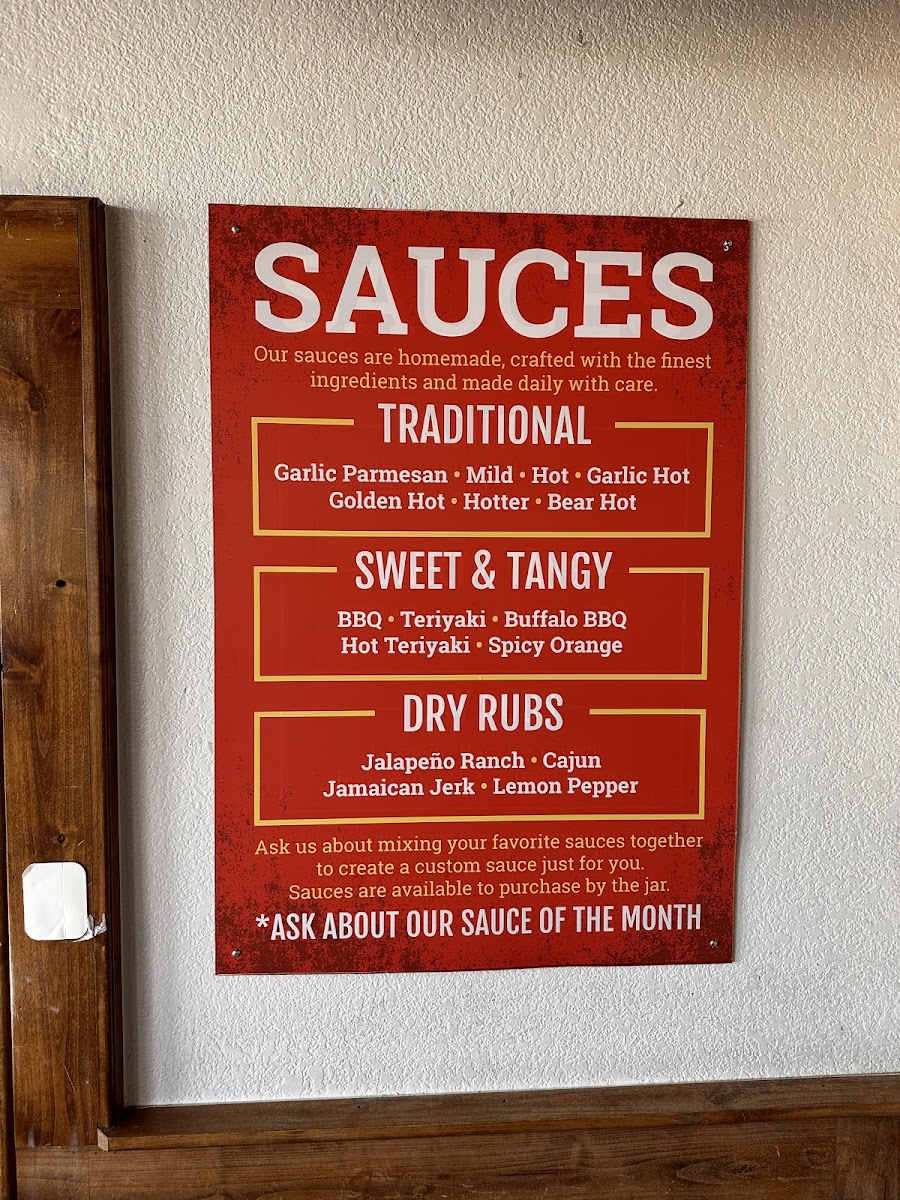 SAUCES
Our sauces are homemade, crafted with the finest
ingredients and made daily with care.
TRADITIONAL
Garlic Parmesan • Mild • Hot • Garlic Hot
Golden Hot • Hotter • Bear Hot
SWEET & TANGY
BBQ • Teriyaki • Buffalo BBQ
Hot Teriyaki • Spicy Orange
DRY RUBS
Jalapeño Ranch • Cajun
Jamaican Jerk • Lemon Pepper
Ask us about mixing your favorite sauces together
to create a custom sauce just for you.
Sauces are available to purchase by the jar.
*ASK ABOUT OUR SAUCE OF THE MONTH